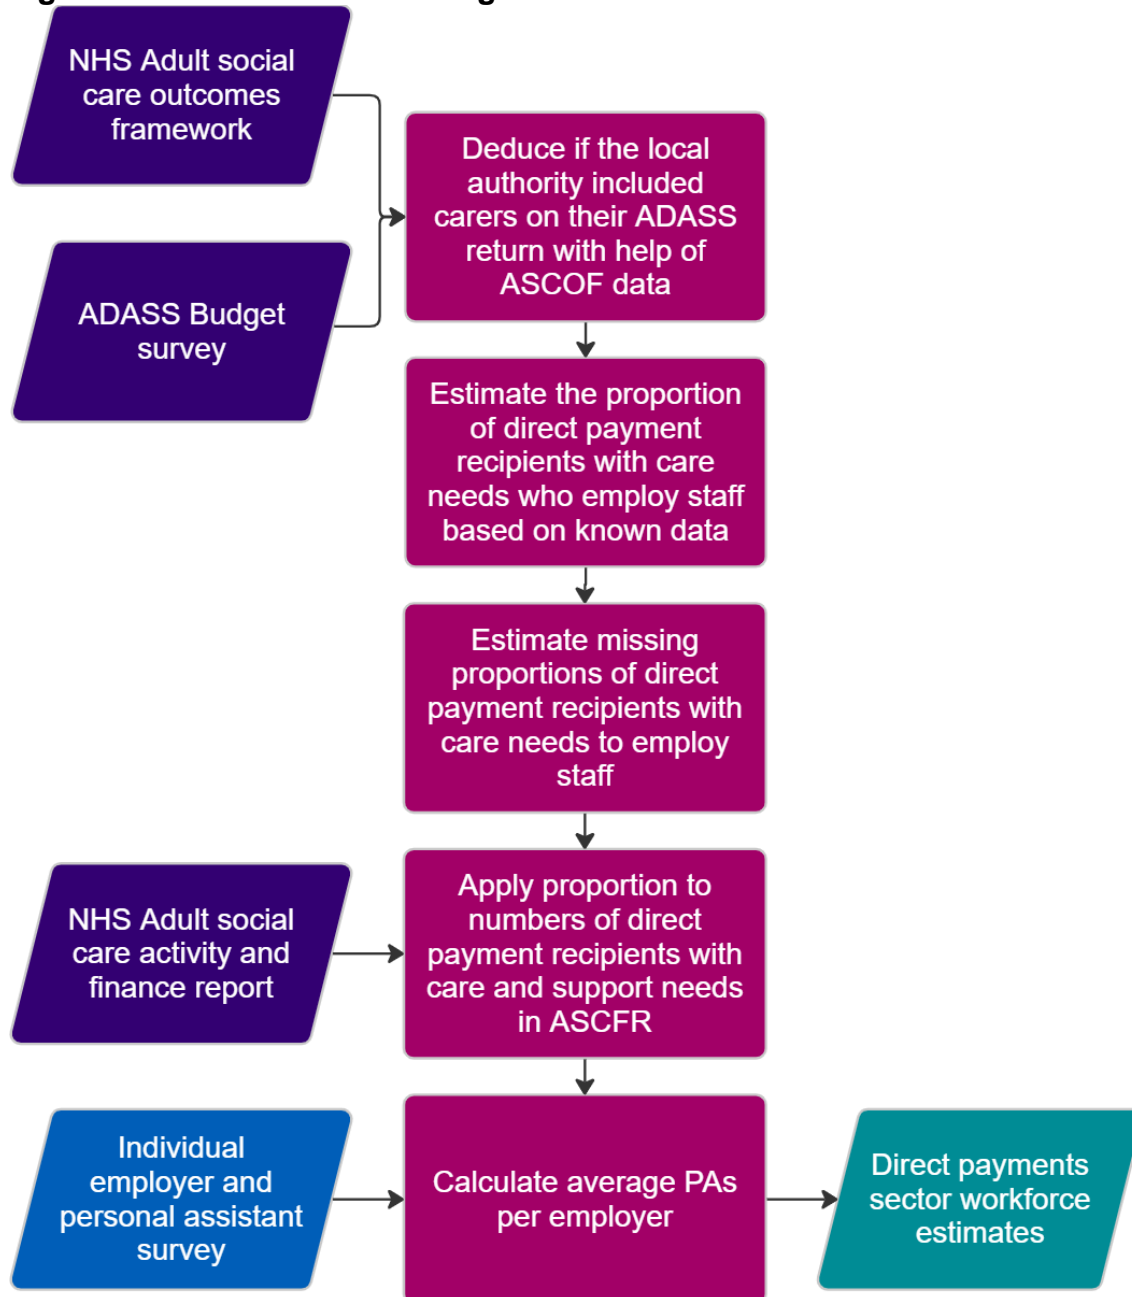 NHS Adult social
care outcomes
framework
Deduce if the local
authority included
carers on their ADASS
return with help of
ASCOF data
ADASS Budget
survey
Estimate the proportion
of direct payment
recipients with care
needs who employ staff
based on known data
Estimate missing
proportions of direct
payment recipients with
care needs to employ
staff
NHS Adult social
care activity and
finance report
Apply proportion to
numbers of direct
payment recipients with
care and support needs
in ASCFR
Individual
employer and
personal assistant
survey
Calculate average PAs
per employer
Direct payments
sector workforce
estimates